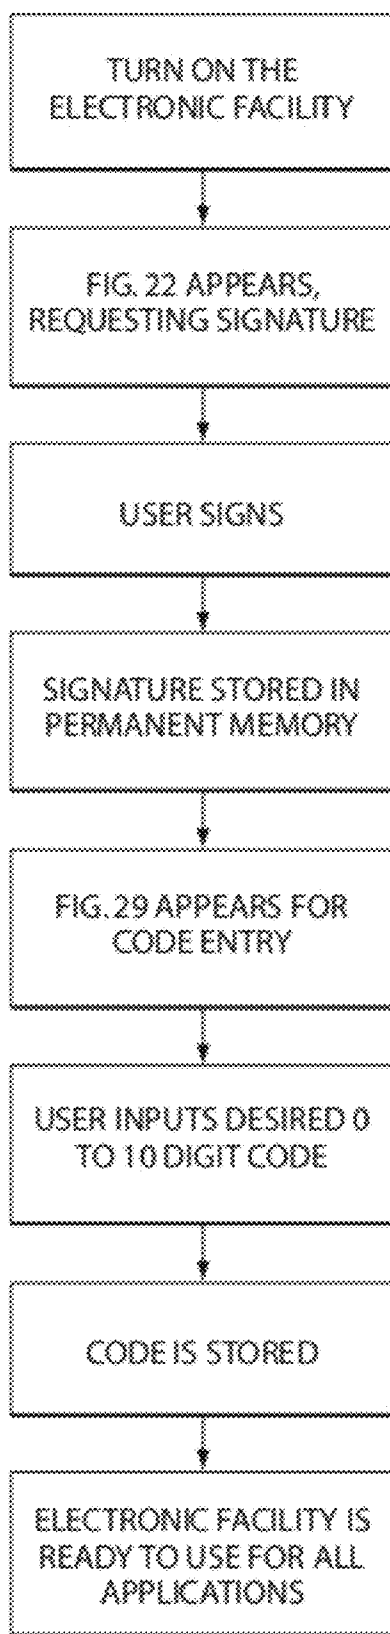 TURN ON THE
ELECTRONIC FACILITY
FIG. 22 APPEARS,
REQUESTING SIGNATURE
USER SIGNS
SIGNATURE STORED IN
PERMANENT MEMORY
FIG. 29 APPEARS FOR
CODE ENTRY
USER INPUTS DESIRED 0
TO 10 DIGIT CODE
CODE IS STORED
ELECTRONIC FACILITY IS
READY TO USE FOR ALL
APPLICATIONS